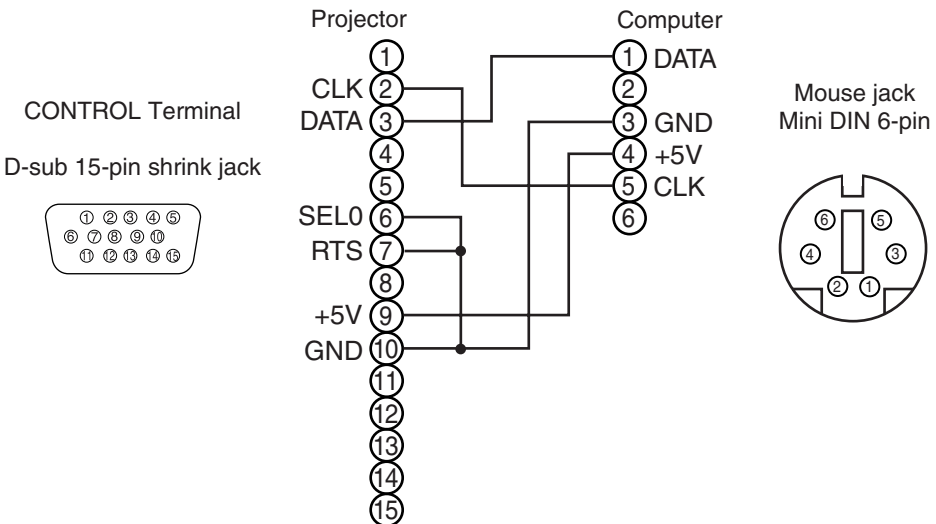 Projector
Computer
CONTROL Terminal
D-sub 15-pin shrink jack
① ② ③ ④ ⑤
⑥ ⑦ ⑧ ⑨ ⑩
⑪ ⑫ ⑬ ⑭ ⑮
①
CLK ②
DATA ③
④
⑤
SEL0 ⑥
RTS ⑦
⑧
+5V ⑨
GND ⑩
⑪
⑫
⑬
⑭
⑮
① DATA
②
③ GND
④ +5V
⑤ CLK
⑥
Mouse jack
Mini DIN 6-pin
⑥ ⑤
④ ③
② ①